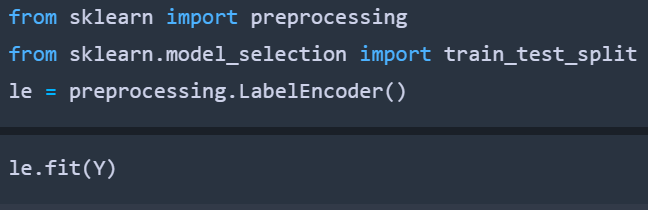 from sklearn import preprocessing
from sklearn.model_selection import train_test_split
le = preprocessing.LabelEncoder()
le.fit(Y)